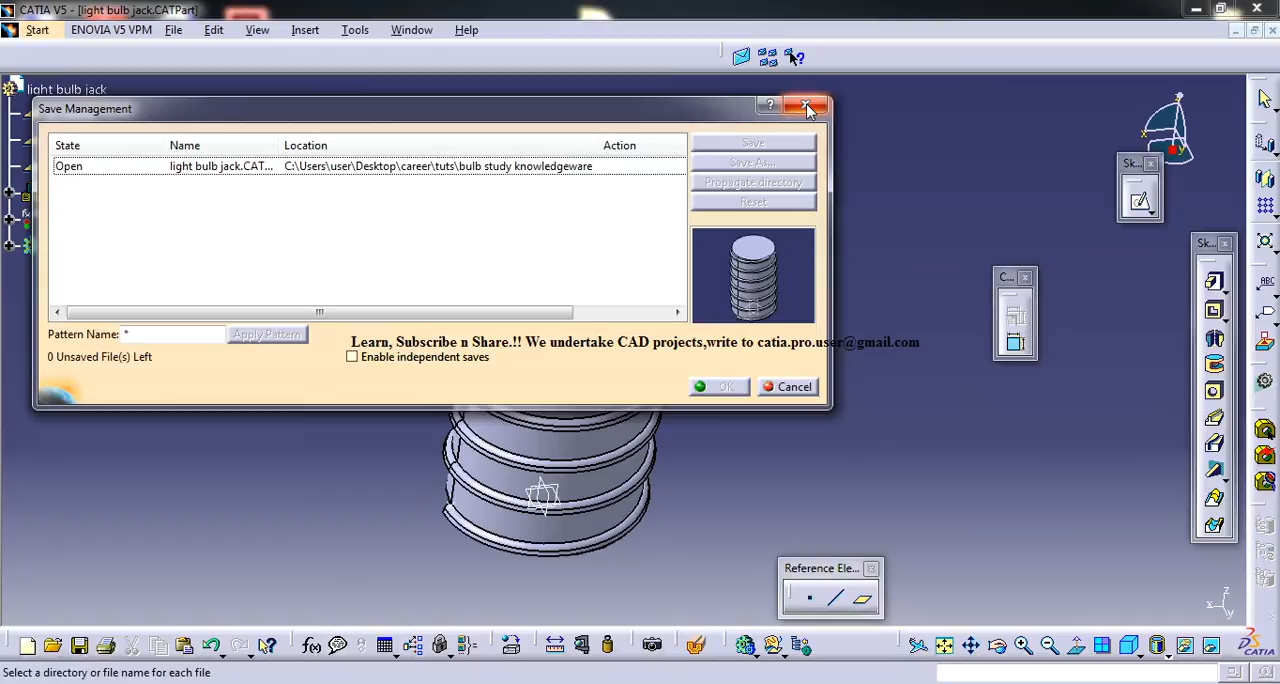 CATIA V5 - [light bulb jack.CATPart]
Start ENOVIA V5 VPM File Edit View Insert Tools Window Help
light bulb jack
Save Management
State Name Location Action
Open light bulb jack.CAT... C:\Users\user\Desktop\career\tuts\bulb study knowledgeware
Save
Save As...
Propagate directory
Reset
Pattern Name: * Apply Pattern
Learn, Subscribe n Share.!! We undertake CAD projects,write to catia.pro.user@gmail.com
0 Unsaved File(s) Left
Enable independent saves
OK Cancel
Sk...
Sk...
C...
ABC
Reference Ele...
f(x)
x z y
CATIA
Select a directory or file name for each file